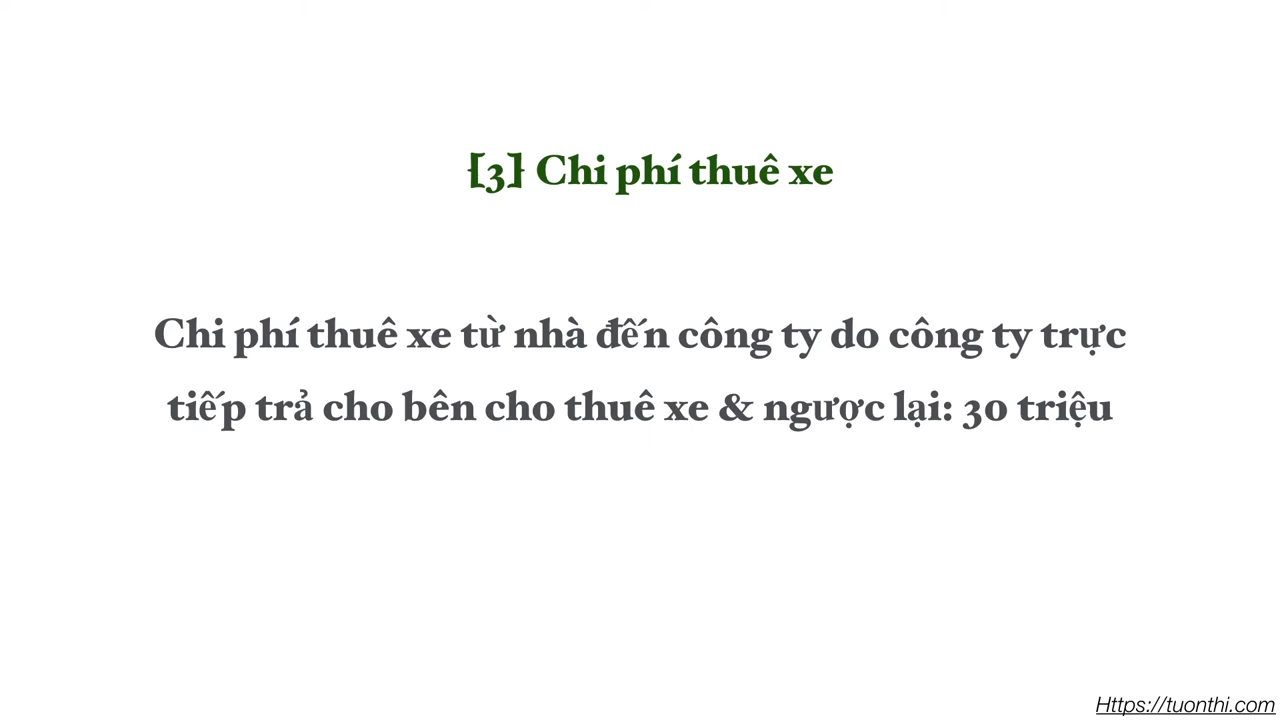 [3] Chi phí thuê xe
Chi phí thuê xe từ nhà đến công ty do công ty trực
tiếp trả cho bên cho thuê xe & ngược lại: 30 triệu
Https://tuonthi.com